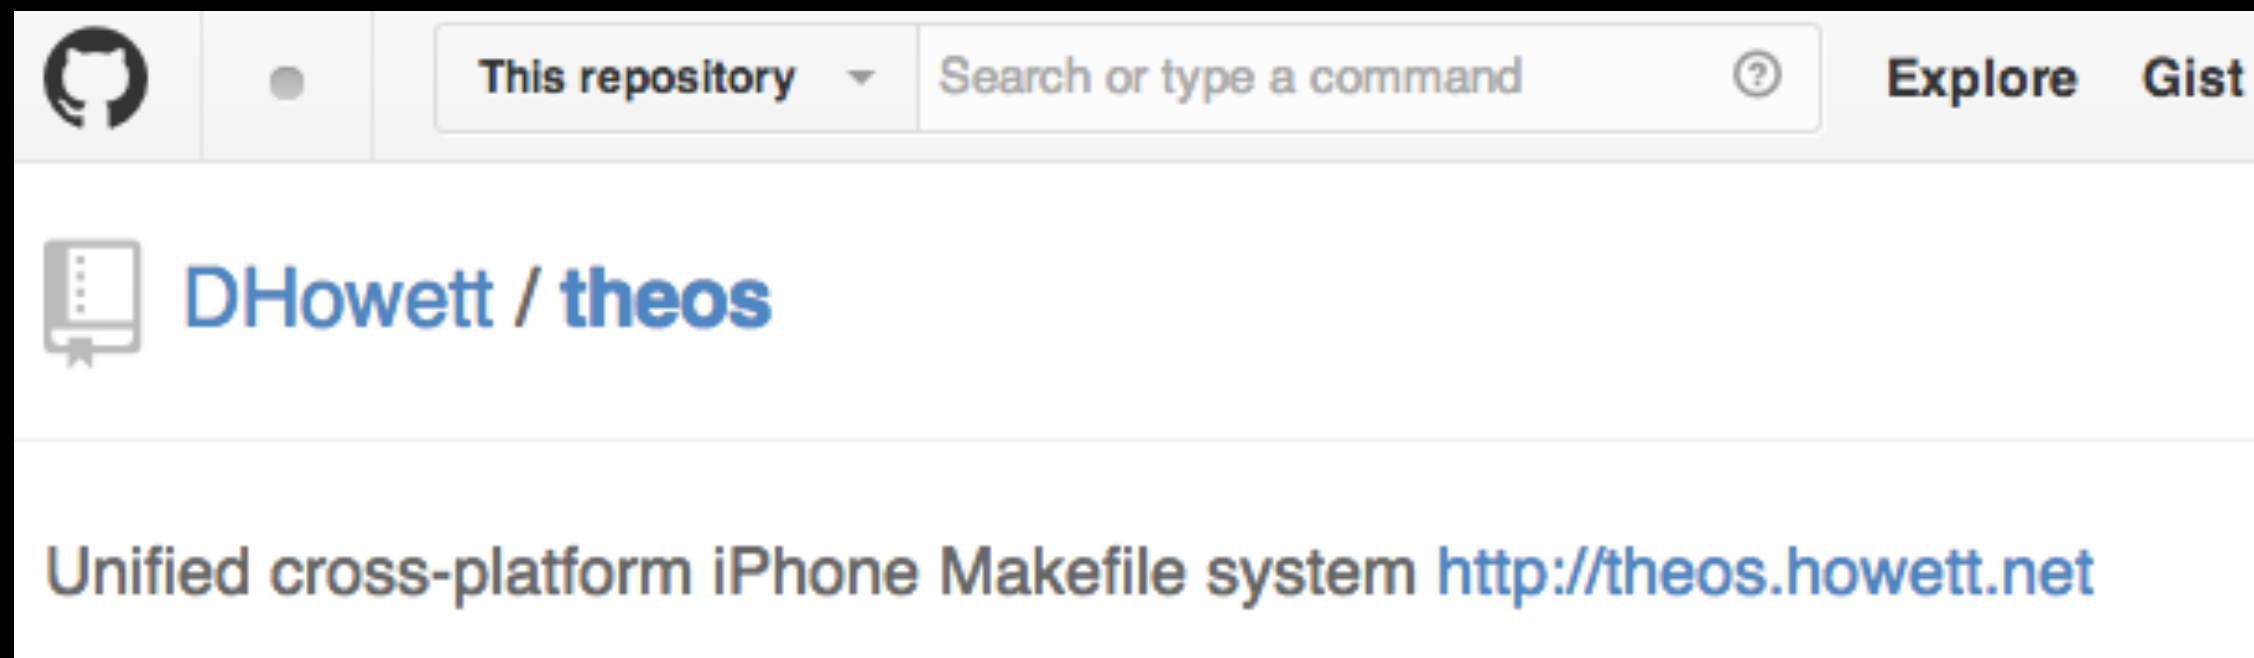 This repository Search or type a command Explore Gist
DHowett / theos
Unified cross-platform iPhone Makefile system http://theos.howett.net